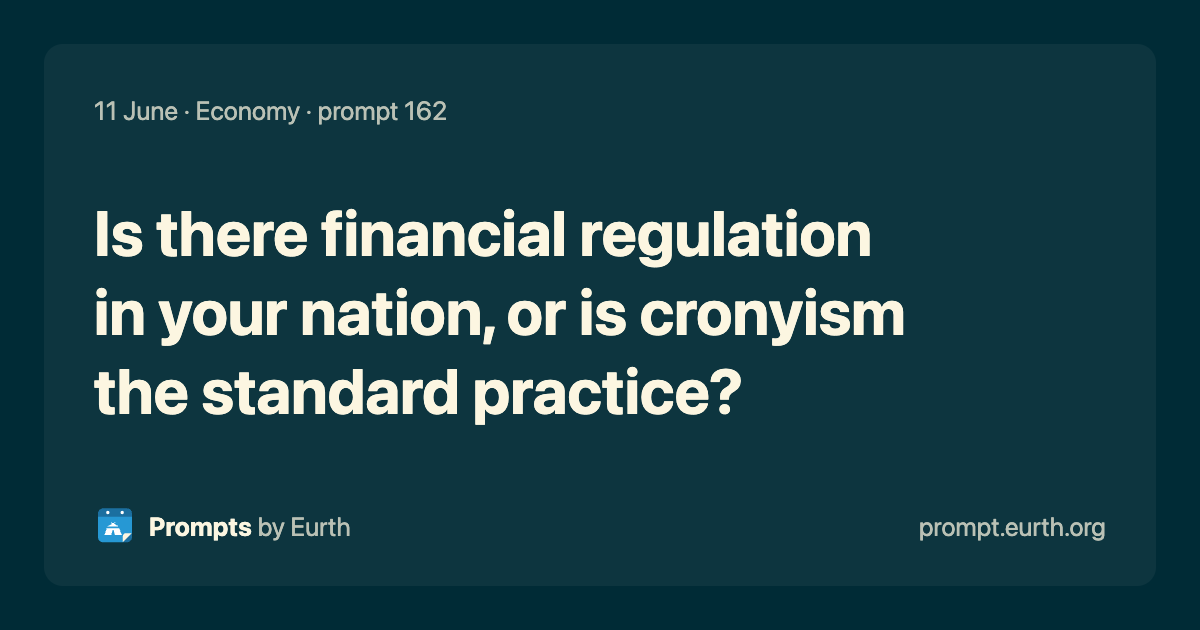 11 June · Economy · prompt 162
Is there financial regulation
in your nation, or is cronyism
the standard practice?
Prompts by Eurth
prompt.eurth.org